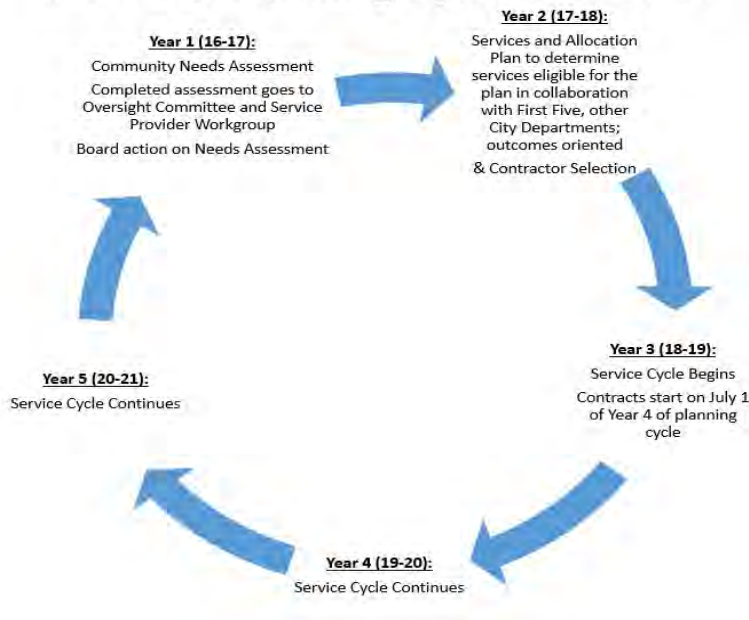 Year 1 (16-17):
Community Needs Assessment
Completed assessment goes to
Oversight Committee and Service
Provider Workgroup
Board action on Needs Assessment
Year 2 (17-18):
Services and Allocation
Plan to determine
services eligible for the
plan in collaboration
with First Five, other
City Departments;
outcomes oriented
& Contractor Selection
Year 3 (18-19):
Service Cycle Begins
Contracts start on July 1
of Year 4 of planning
cycle
Year 4 (19-20):
Service Cycle Continues
Year 5 (20-21):
Service Cycle Continues